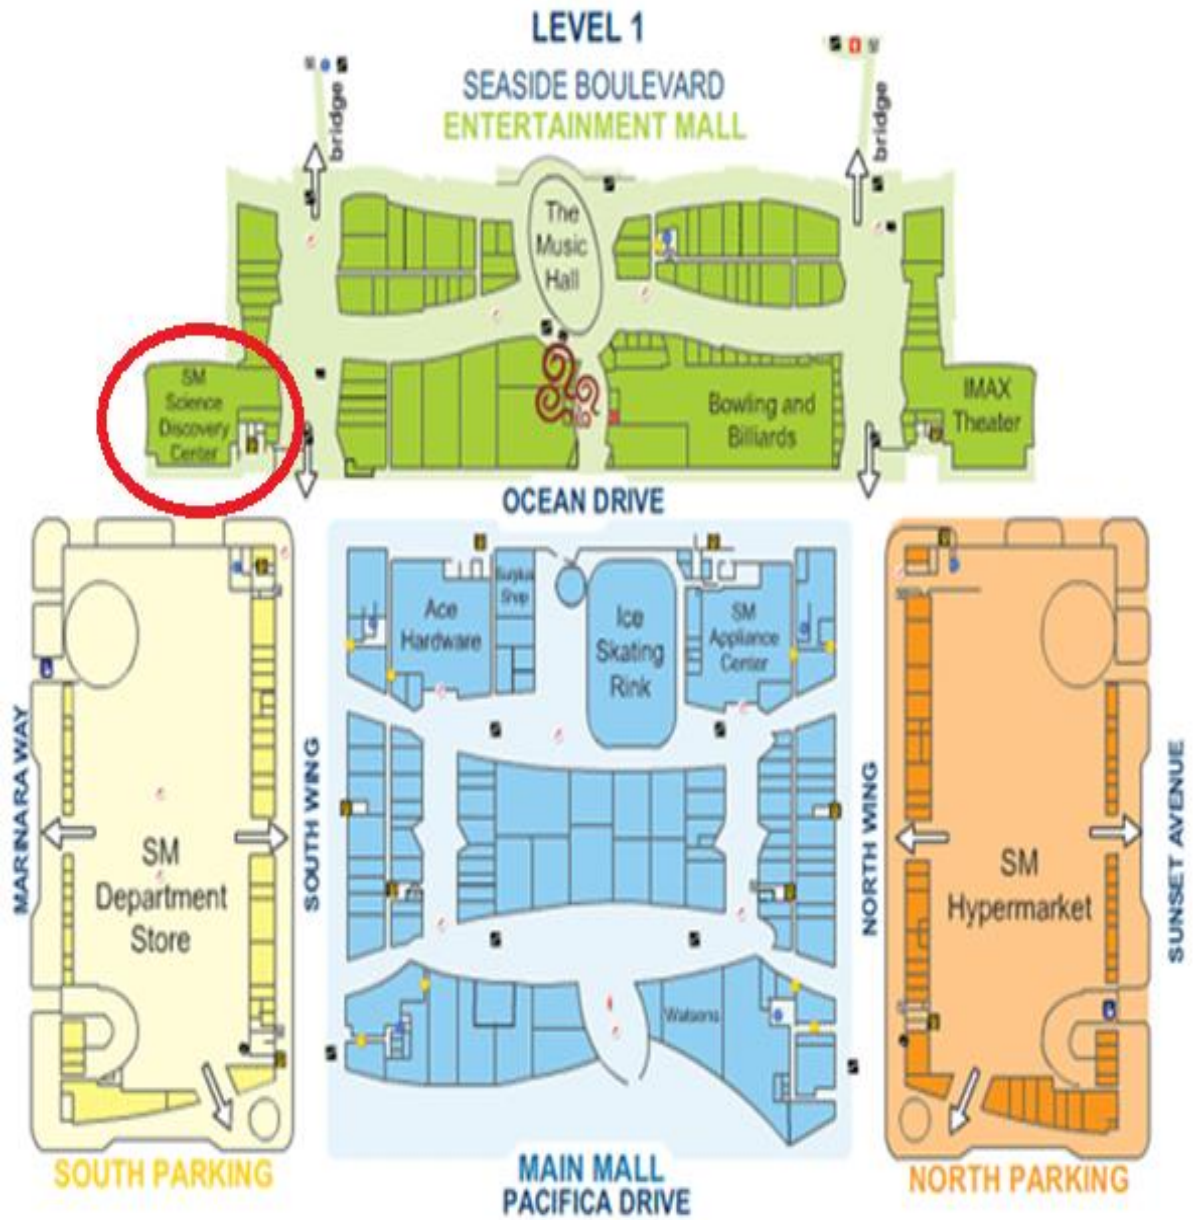 LEVEL 1
SEASIDE BOULEVARD
ENTERTAINMENT MALL
bridge
bridge
The
Music
Hall
SM
Science
Discovery
Center
Bowling and
Billiards
IMAX
Theater
OCEAN DRIVE
Ace
Hardware
Surplus
Shop
Ice
Skating
Rink
SM
Appliance
Center
MARINARA WAY
SOUTH WING
NORTH WING
SUNSET AVENUE
SM
Department
Store
SM
Hypermarket
Watsons
SOUTH PARKING
MAIN MALL
PACIFICA DRIVE
NORTH PARKING